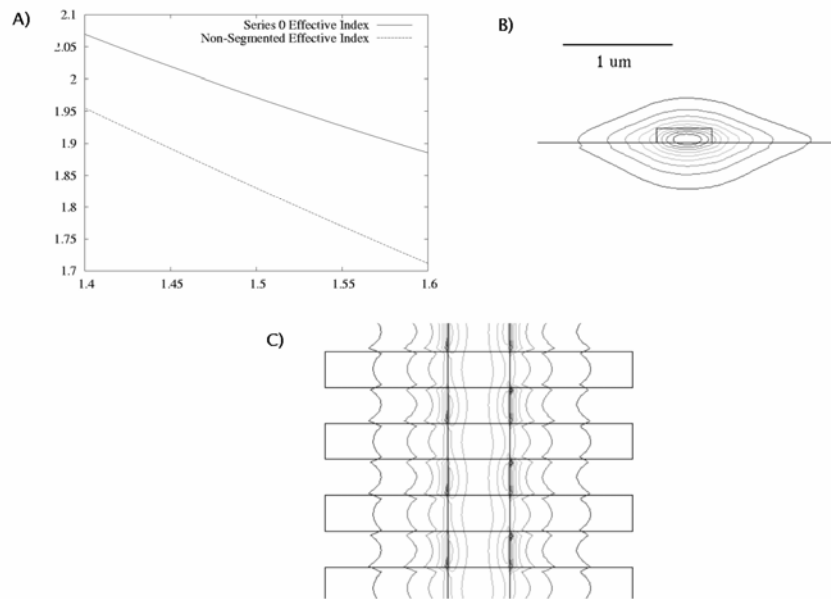 A)
Series 0 Effective Index
Non-Segmented Effective Index
2.1
2.05
2
1.95
1.9
1.85
1.8
1.75
1.7
1.4
1.45
1.5
1.55
1.6
B)
1 um
C)